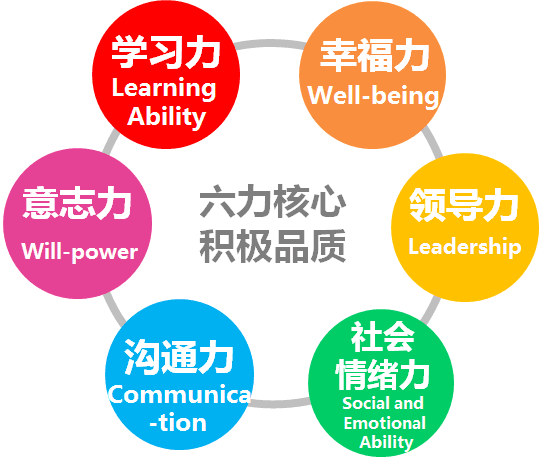 学习力
Learning
Ability
幸福力
Well-being
意志力
Will-power
六力核心
积极品质
领导力
Leadership
沟通力
Communica
-tion
社会
情绪力
Social and
Emotional
Ability